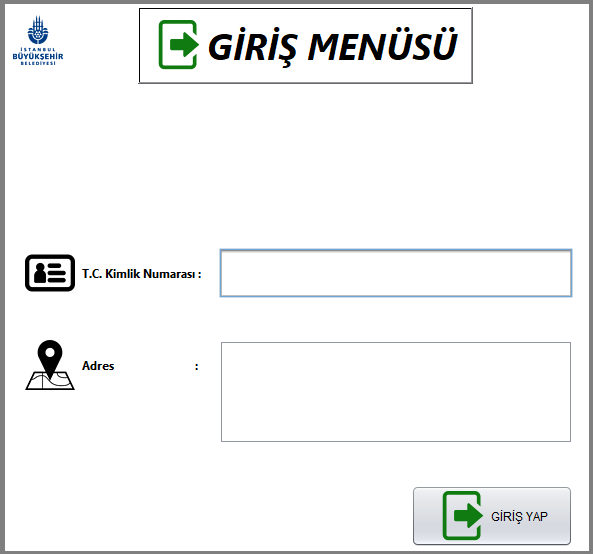 İSTANBUL
BÜYÜKŞEHİR
BELEDİYESİ
GİRİŞ MENÜSÜ
T.C. Kimlik Numarası :
Adres :
GİRİŞ YAP